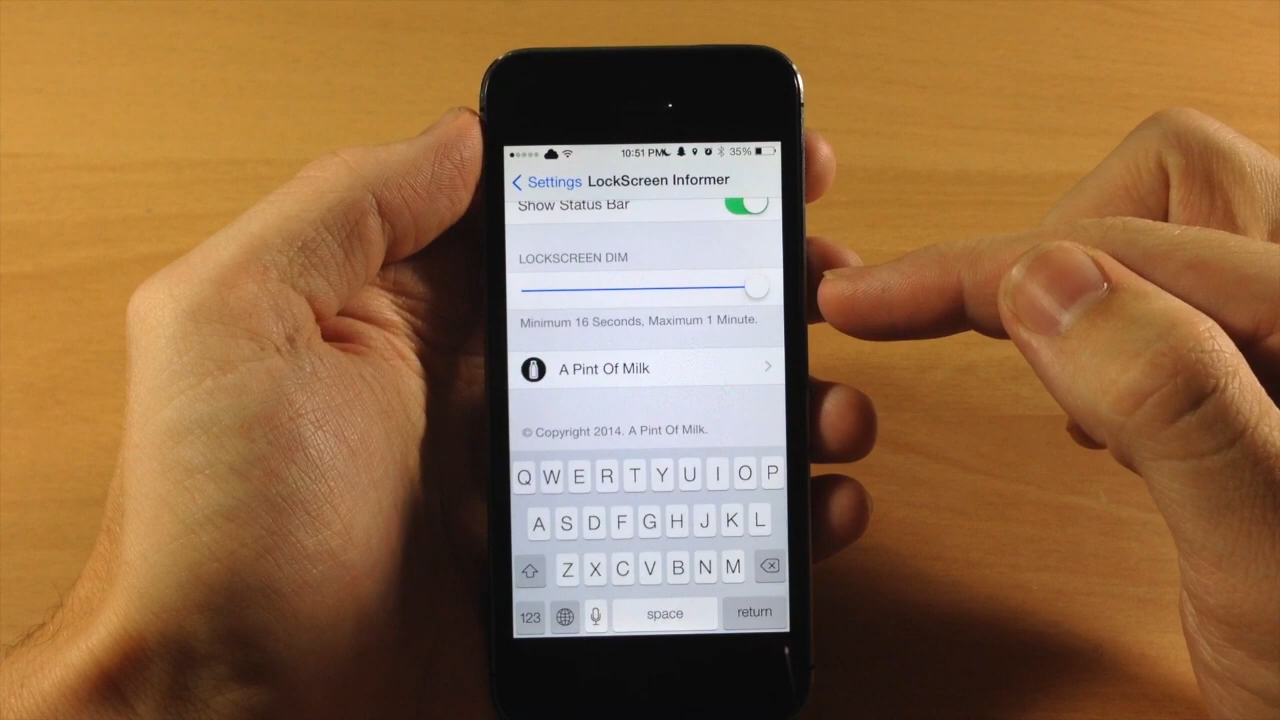 10:51 PM 35%
Settings LockScreen Informer
Show Status Bar
LOCKSCREEN DIM
Minimum 16 Seconds, Maximum 1 Minute.
A Pint Of Milk
© Copyright 2014. A Pint Of Milk.
Q W E R T Y U I O P
A S D F G H J K L
Z X C V B N M
123 space return